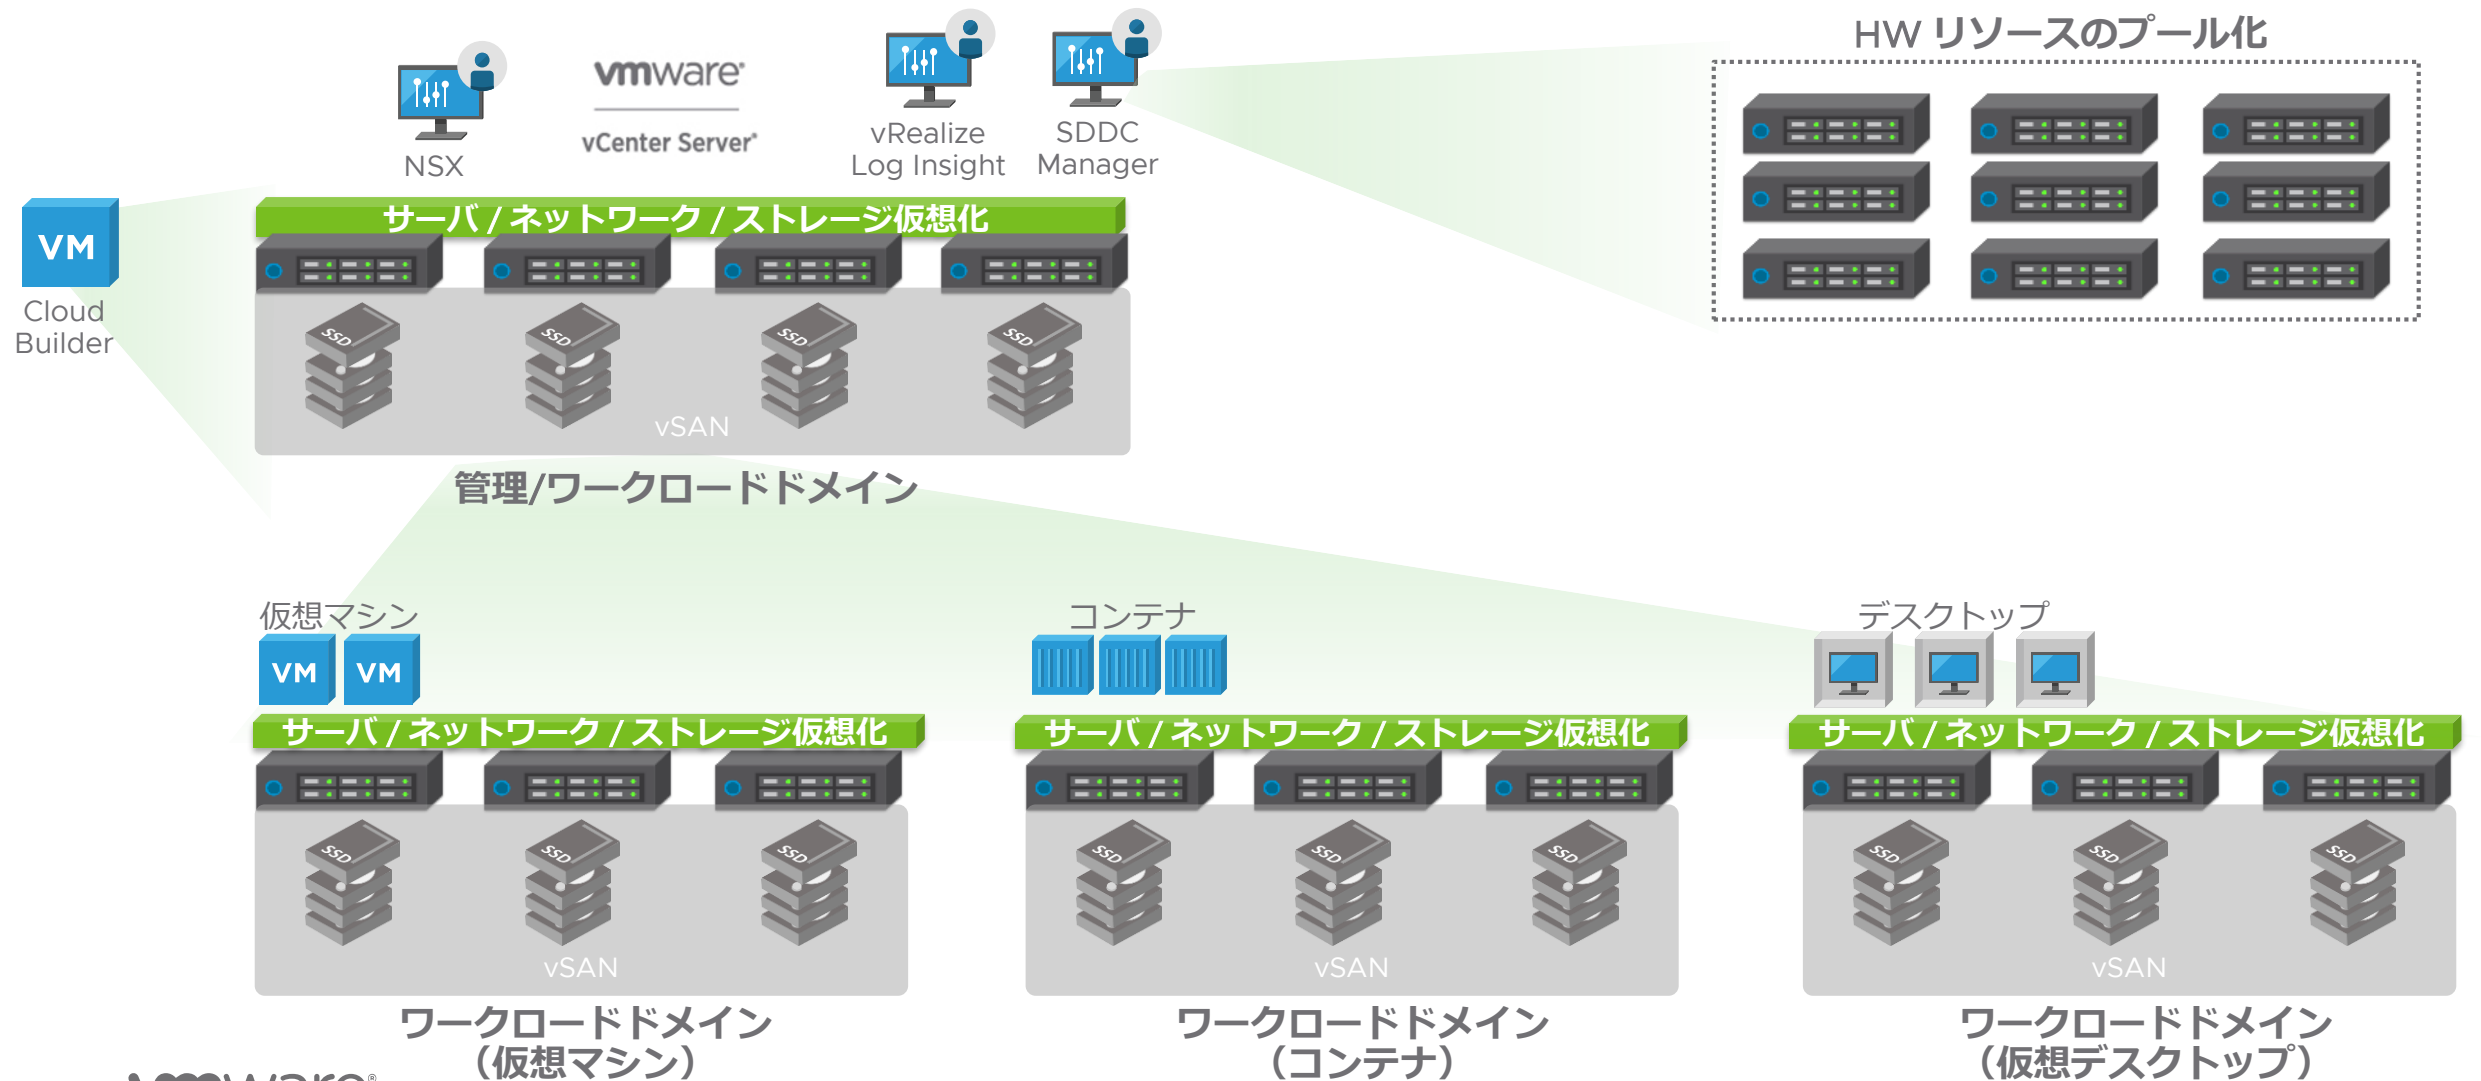 HW リソースのプール化
vmware®
vCenter Server®
NSX
vRealize
Log Insight
SDDC
Manager
サーバ / ネットワーク / ストレージ仮想化
VM
Cloud
Builder
SSD
SSD
SSD
SSD
vSAN
管理/ワークロードドメイン
仮想マシン
コンテナ
デスクトップ
VM
VM
サーバ / ネットワーク / ストレージ仮想化
サーバ / ネットワーク / ストレージ仮想化
サーバ / ネットワーク / ストレージ仮想化
SSD
SSD
SSD
SSD
SSD
SSD
SSD
SSD
SSD
vSAN
vSAN
vSAN
ワークロードドメイン
（仮想マシン）
ワークロードドメイン
（コンテナ）
ワークロードドメイン
（仮想デスクトップ）
vmware®